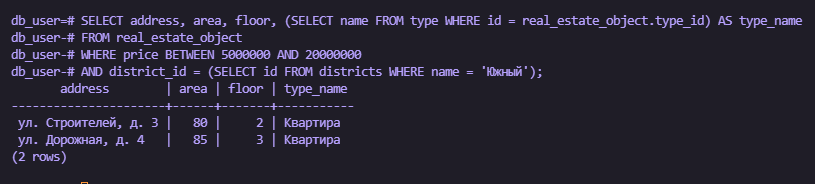 db_user=# SELECT address, area, floor, (SELECT name FROM type WHERE id = real_estate_object.type_id) AS type_name
db_user-# FROM real_estate_object
db_user-# WHERE price BETWEEN 5000000 AND 20000000
db_user-# AND district_id = (SELECT id FROM districts WHERE name = 'Южный');
       address        | area | floor | type_name
----------------------+------+-------+-----------
 ул. Строителей, д. 3 |   80 |     2 | Квартира
 ул. Дорожная, д. 4   |   85 |     3 | Квартира
(2 rows)